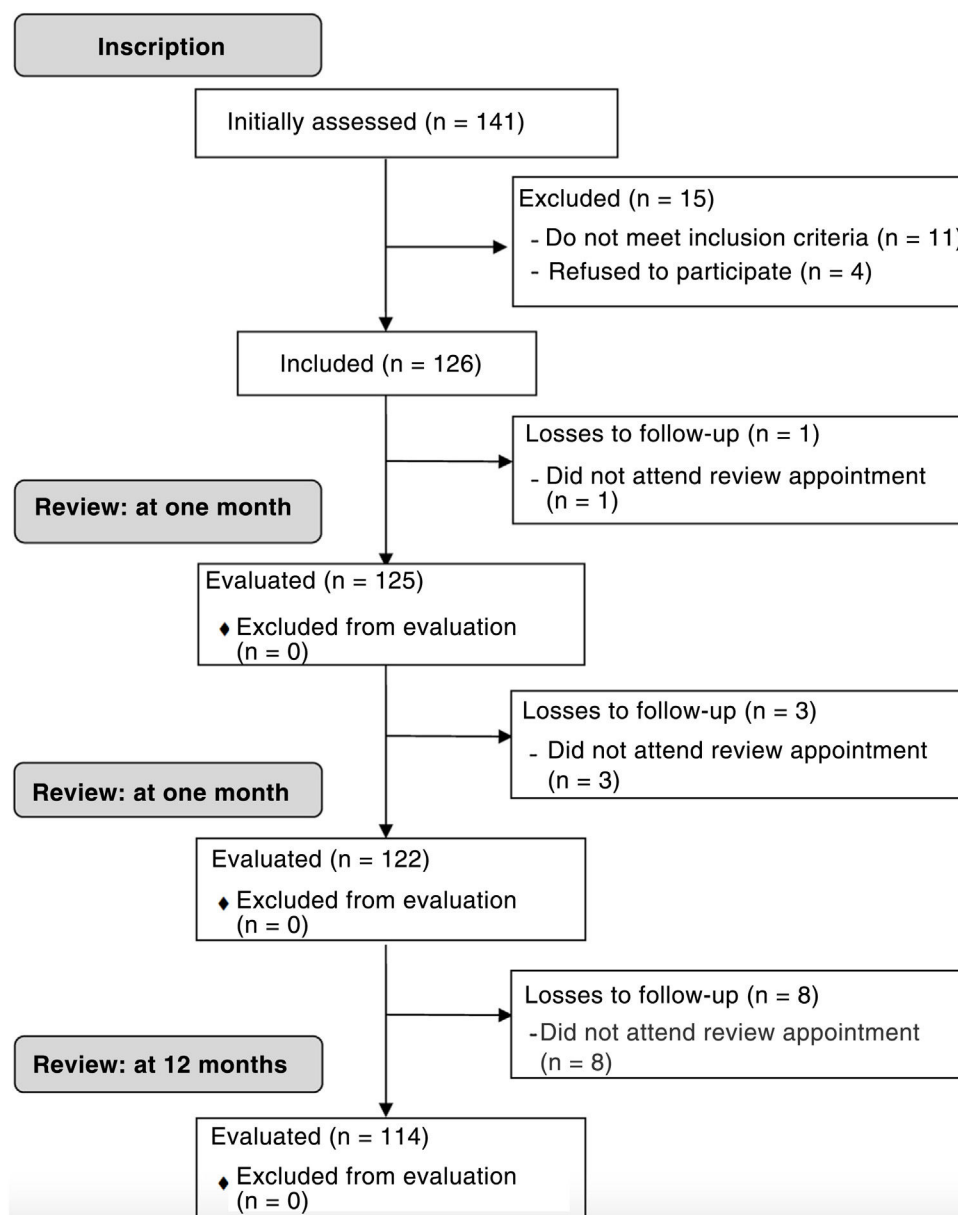 Inscription
Initially assessed (n = 141)
Excluded (n = 15)
- Do not meet inclusion criteria (n = 11)
- Refused to participate (n = 4)
Included (n = 126)
Losses to follow-up (n = 1)
- Did not attend review appointment
(n = 1)
Review: at one month
Evaluated (n = 125)
♦ Excluded from evaluation
(n = 0)
Losses to follow-up (n = 3)
- Did not attend review appointment
(n = 3)
Review: at one month
Evaluated (n = 122)
♦ Excluded from evaluation
(n = 0)
Losses to follow-up (n = 8)
-Did not attend review appointment
(n = 8)
Review: at 12 months
Evaluated (n = 114)
♦ Excluded from evaluation
(n = 0)